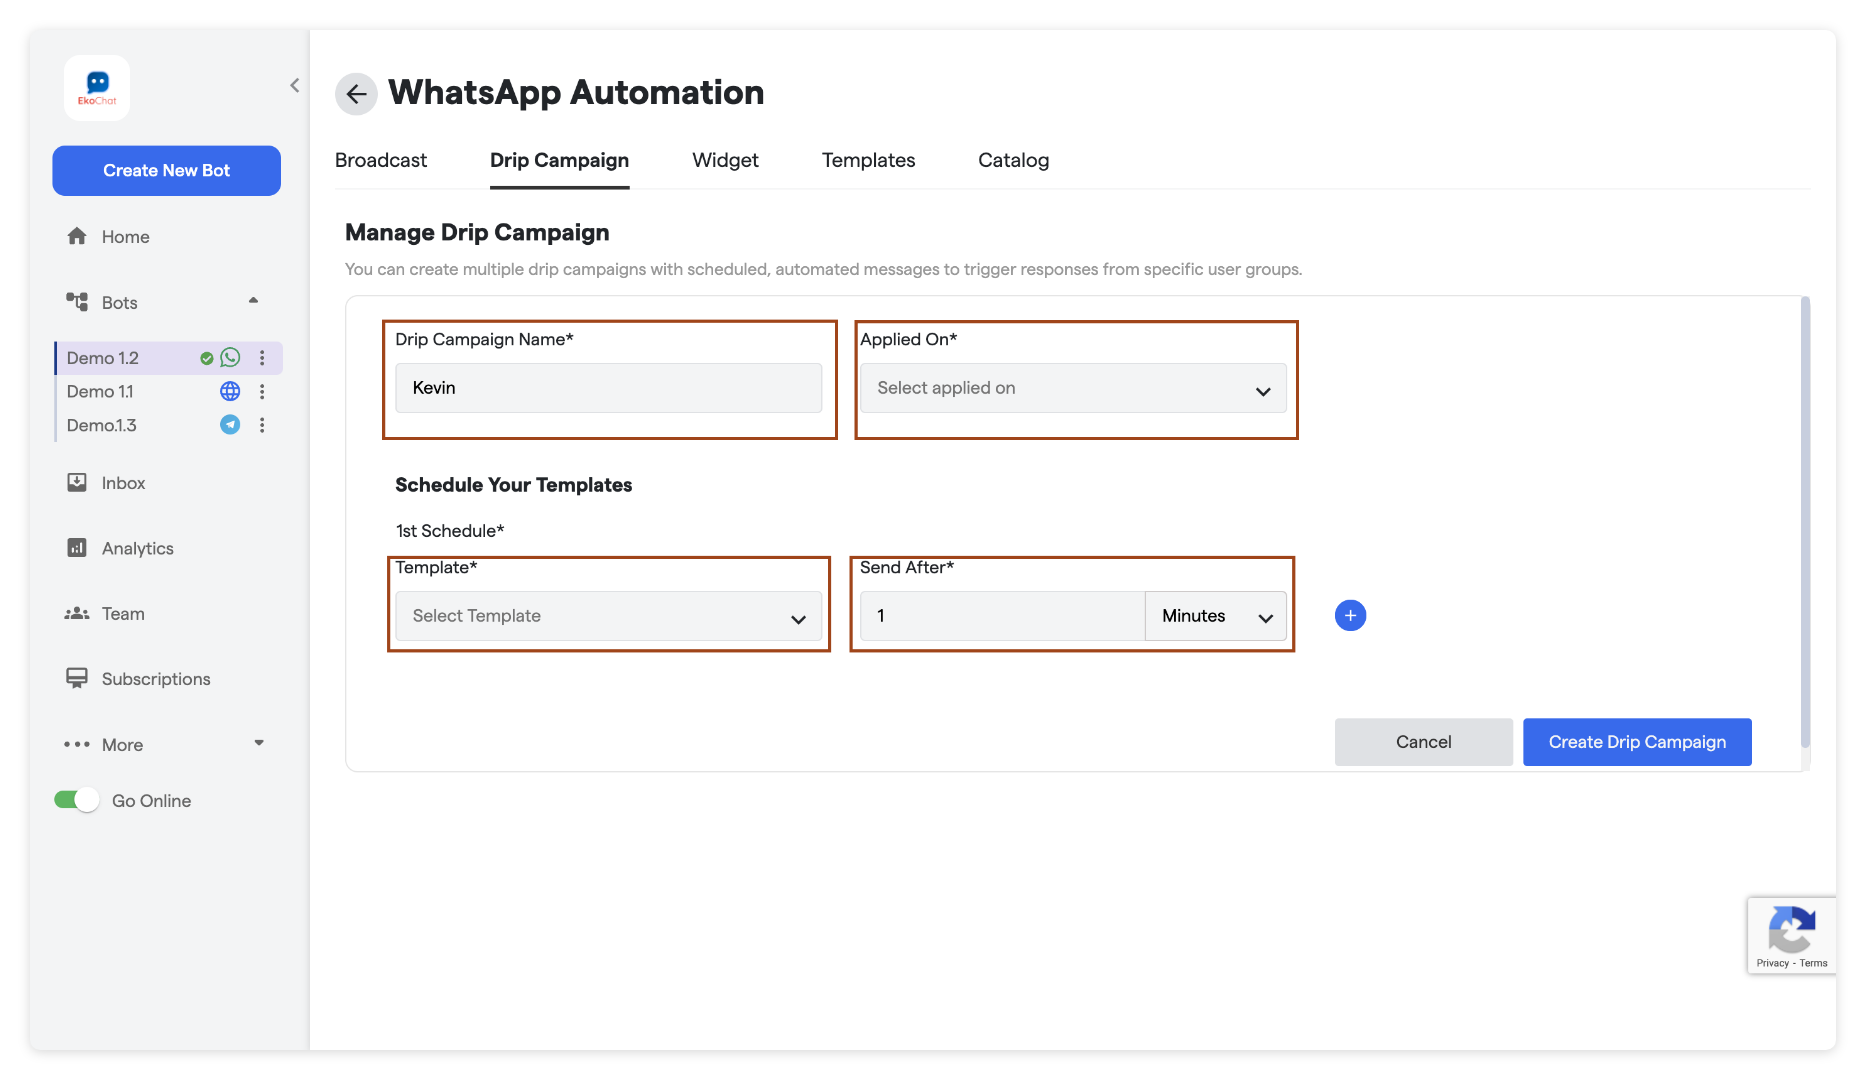 EkoChat
Create New Bot
Home
Bots
Demo 1.2
Demo 1.1
Demo.1.3
Inbox
Analytics
Team
Subscriptions
More
Go Online
WhatsApp Automation
Broadcast
Drip Campaign
Widget
Templates
Catalog
Manage Drip Campaign
You can create multiple drip campaigns with scheduled, automated messages to trigger responses from specific user groups.
Drip Campaign Name*
Applied On*
Kevin
Select applied on
Schedule Your Templates
1st Schedule*
Template*
Send After*
Select Template
1
Minutes
+
Cancel
Create Drip Campaign
Privacy - Terms